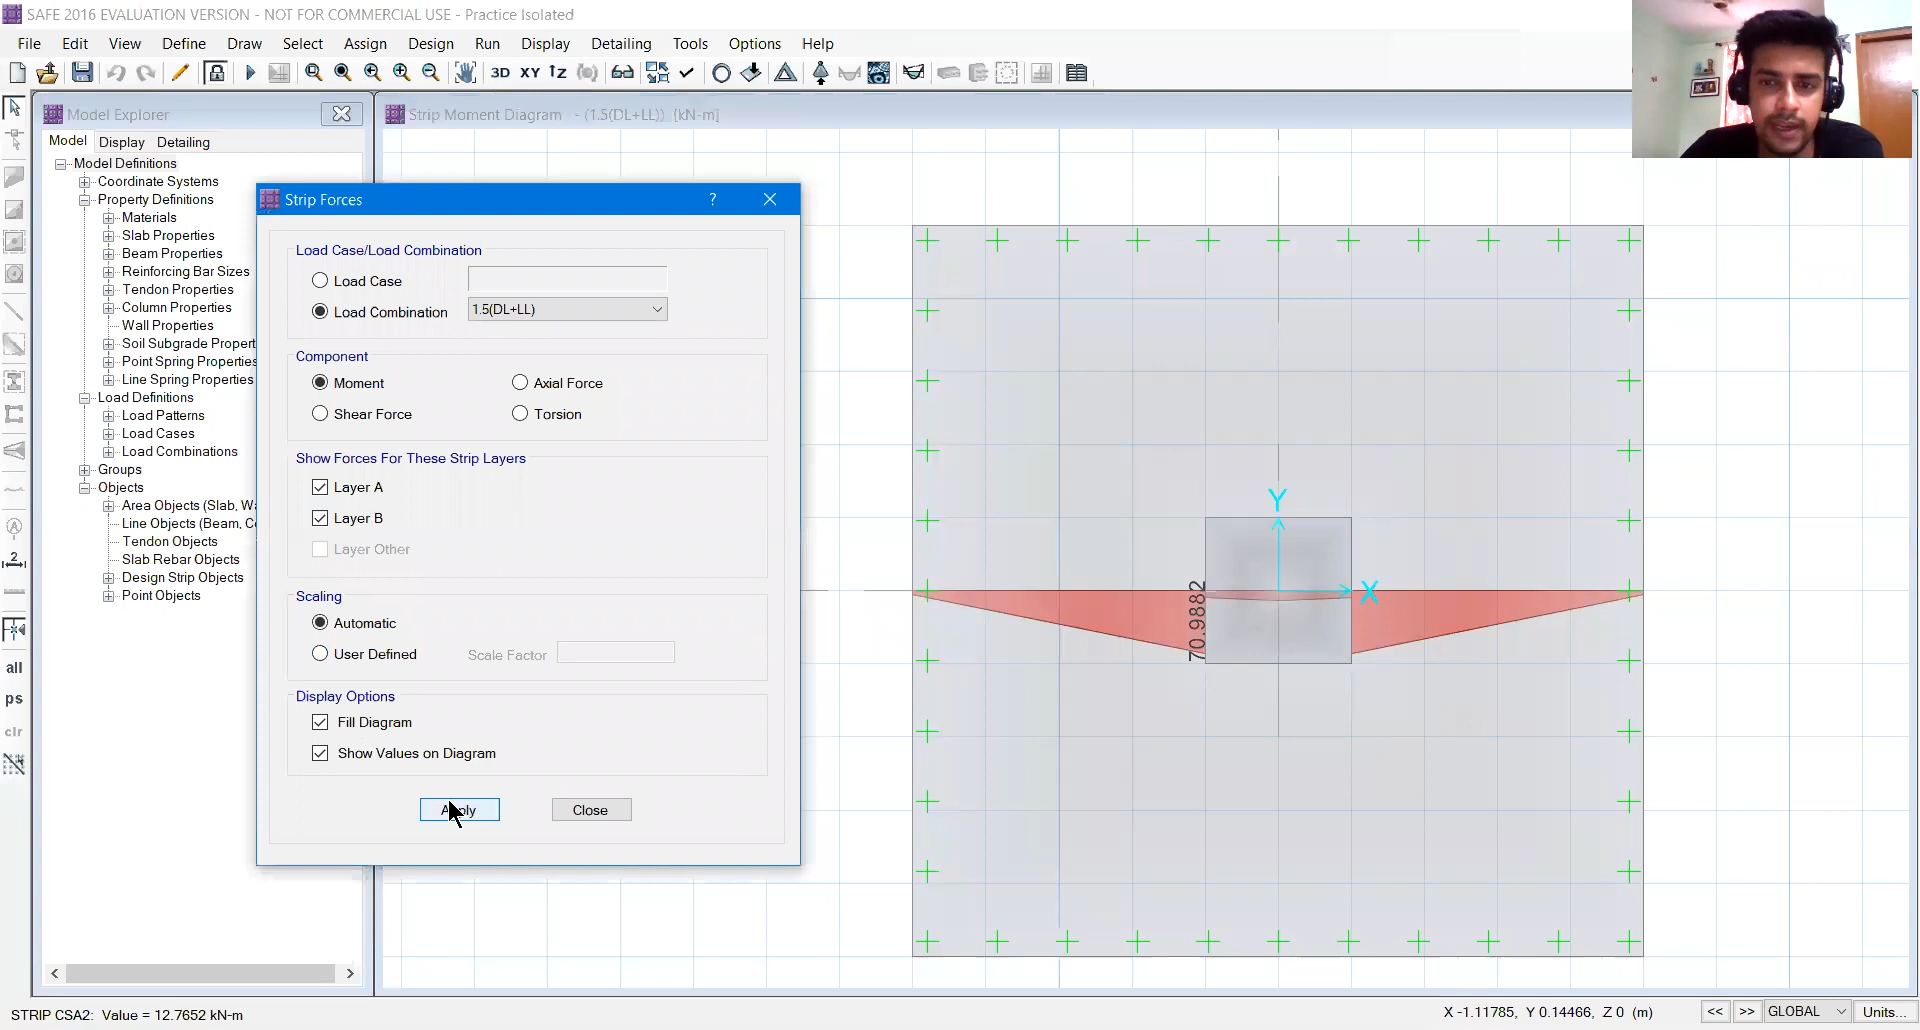 SAFE 2016 EVALUATION VERSION - NOT FOR COMMERCIAL USE - Practice Isolated
File Edit View Define Draw Select Assign Design Run Display Detailing Tools Options Help
3D XY
Model Explorer
Model Display Detailing
Model Definitions
Coordinate Systems
Property Definitions
Materials
Slab Properties
Beam Properties
Reinforcing Bar Sizes
Tendon Properties
Column Properties
Wall Properties
Soil Subgrade Propert
Point Spring Properties
Line Spring Properties
Load Definitions
Load Patterns
Load Cases
Load Combinations
Groups
Objects
Area Objects (Slab, Wa
Line Objects (Beam, C
Tendon Objects
Slab Rebar Objects
Design Strip Objects
Point Objects
all
ps
clr
Strip Moment Diagram - (1.5(DL+LL)) [kN-m]
Strip Forces ?
Load Case/Load Combination
Load Case
Load Combination 1.5(DL+LL)
Component
Moment Axial Force
Shear Force Torsion
Show Forces For These Strip Layers
Layer A
Layer B
Layer Other
Scaling
Automatic
User Defined Scale Factor
Display Options
Fill Diagram
Show Values on Diagram
Apply Close
Y
X
70.9882
STRIP CSA2: Value = 12.7652 kN-m
X -1.11785, Y 0.14466, Z 0 (m) << >> GLOBAL Units...